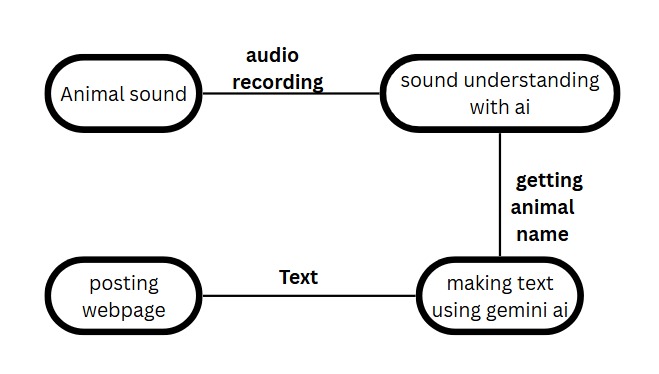 audio
recording
Animal sound
sound understanding
with ai
getting
animal
name
making text
using gemini ai
Text
posting
webpage